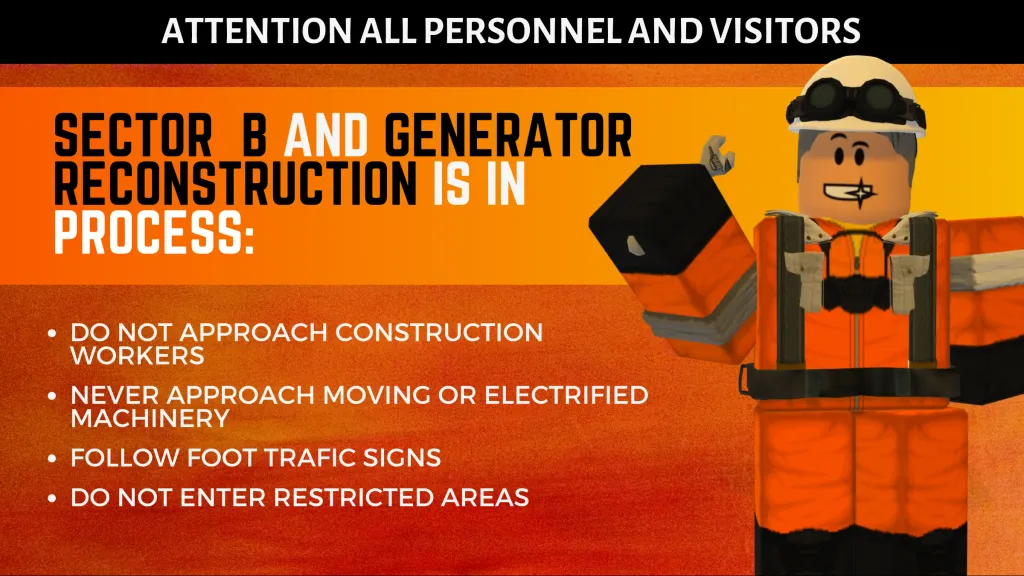 ATTENTION ALL PERSONNEL AND VISITORS
SECTOR B AND GENERATOR
RECONSTRUCTION IS IN
PROCESS:
• DO NOT APPROACH CONSTRUCTION
WORKERS
• NEVER APPROACH MOVING OR ELECTRIFIED
MACHINERY
• FOLLOW FOOT TRAFIC SIGNS
• DO NOT ENTER RESTRICTED AREAS